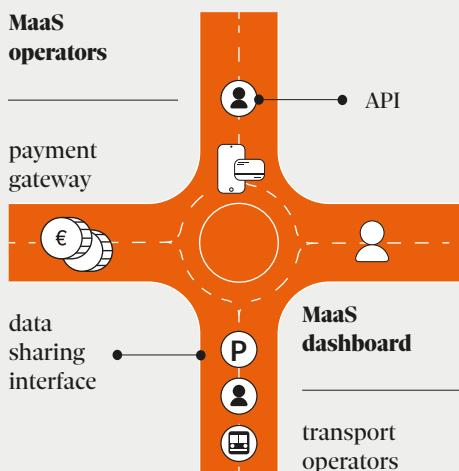 MaaS
operators
API
payment
gateway
€
data
sharing
interface
P
MaaS
dashboard
transport
operators